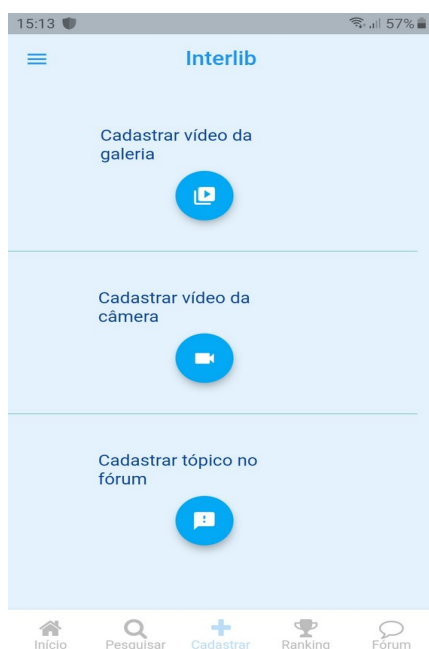 15:13 57%
Interlib
Cadastrar vídeo da
galeria
Cadastrar vídeo da
câmera
Cadastrar tópico no
fórum
Início Pesquisar Cadastrar Ranking Fórum